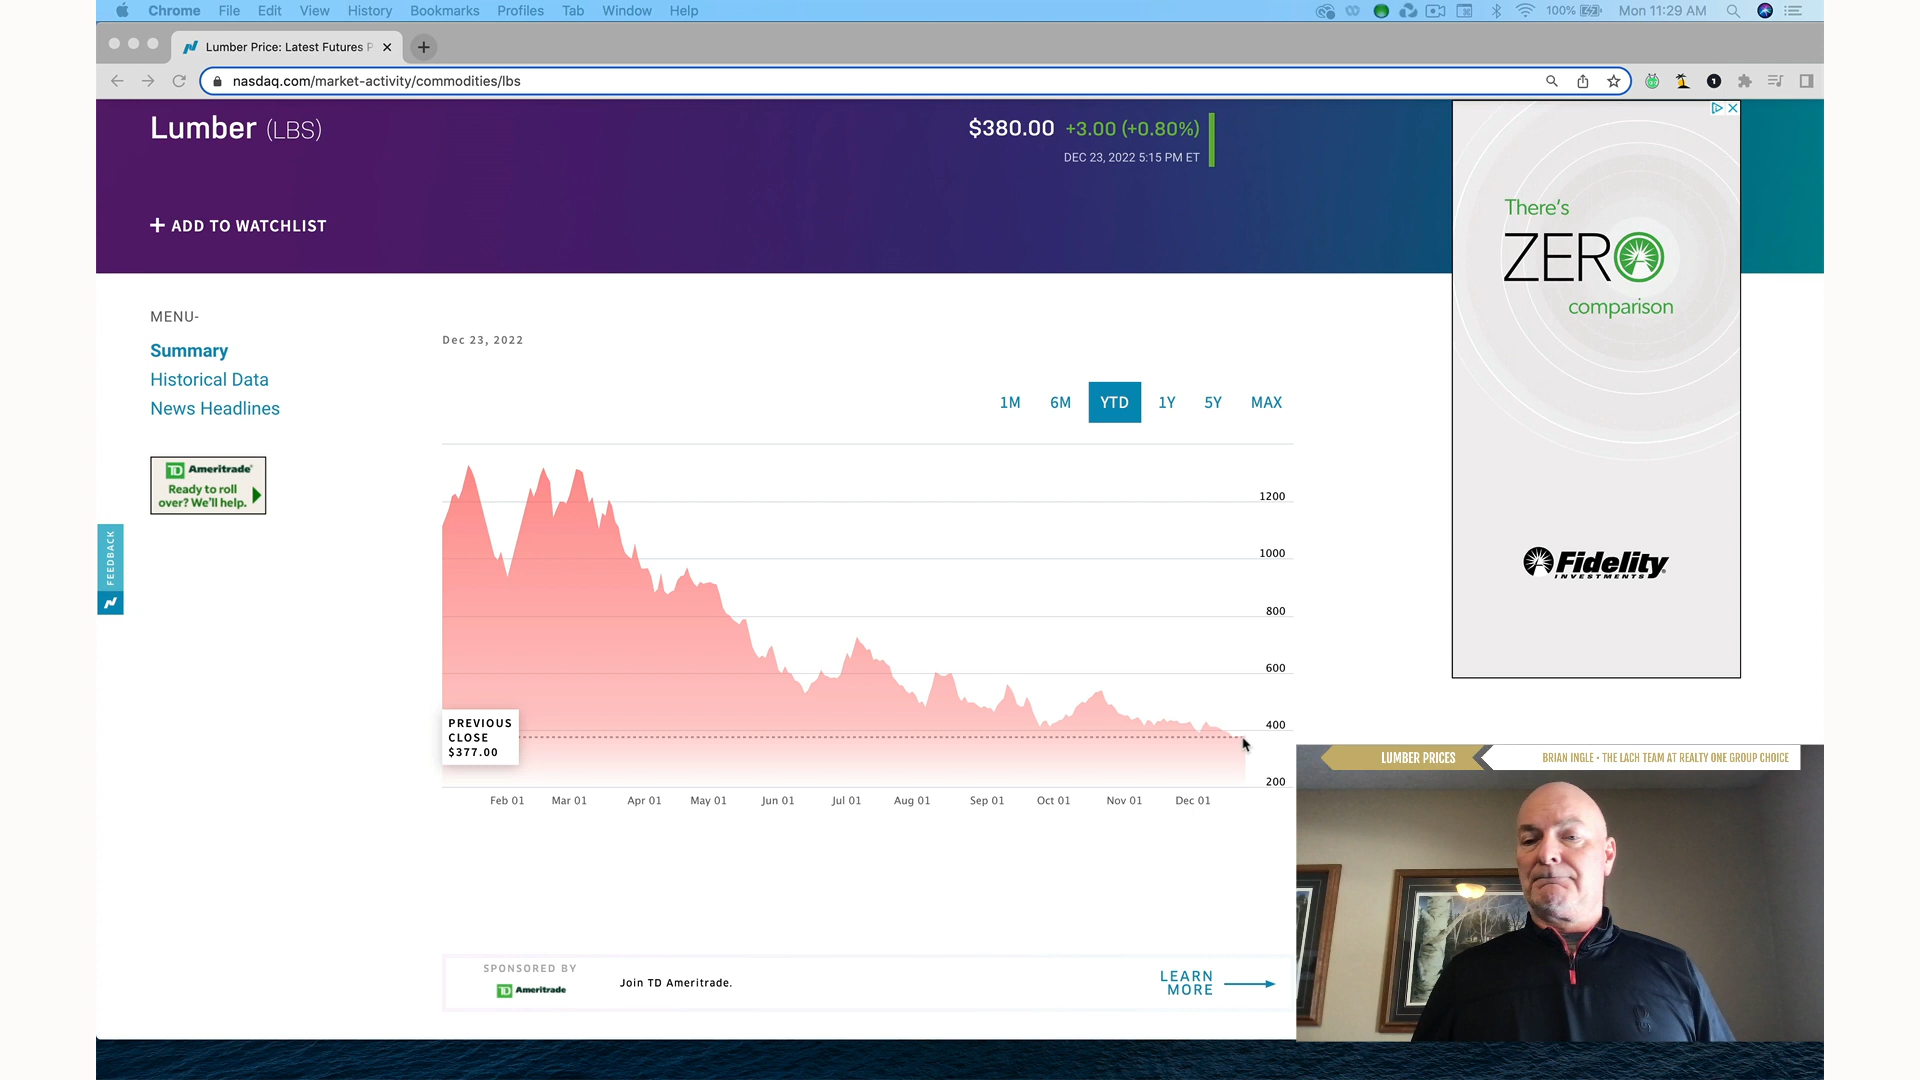 Chrome File Edit View History Bookmarks Profiles Tab Window Help
100% Mon 11:29 AM
Lumber Price: Latest Futures P
nasdaq.com/market-activity/commodities/lbs
Lumber (LBS)
$380.00 +3.00 (+0.80%)
DEC 23, 2022 5:15 PM ET
ADD TO WATCHLIST
MENU-
Summary
Historical Data
News Headlines
TD Ameritrade
Ready to roll
over? We'll help.
FEEDBACK
Dec 23, 2022
1M 6M YTD 1Y 5Y MAX
1200
1000
800
600
400
200
PREVIOUS
CLOSE
$377.00
Feb 01 Mar 01 Apr 01 May 01 Jun 01 Jul 01 Aug 01 Sep 01 Oct 01 Nov 01 Dec 01
SPONSORED BY
TD Ameritrade
Join TD Ameritrade.
LEARN
MORE
There's
ZERO
comparison
Fidelity
INVESTMENTS
LUMBER PRICES
BRIAN INGLE • THE LACH TEAM AT REALTY ONE GROUP CHOICE